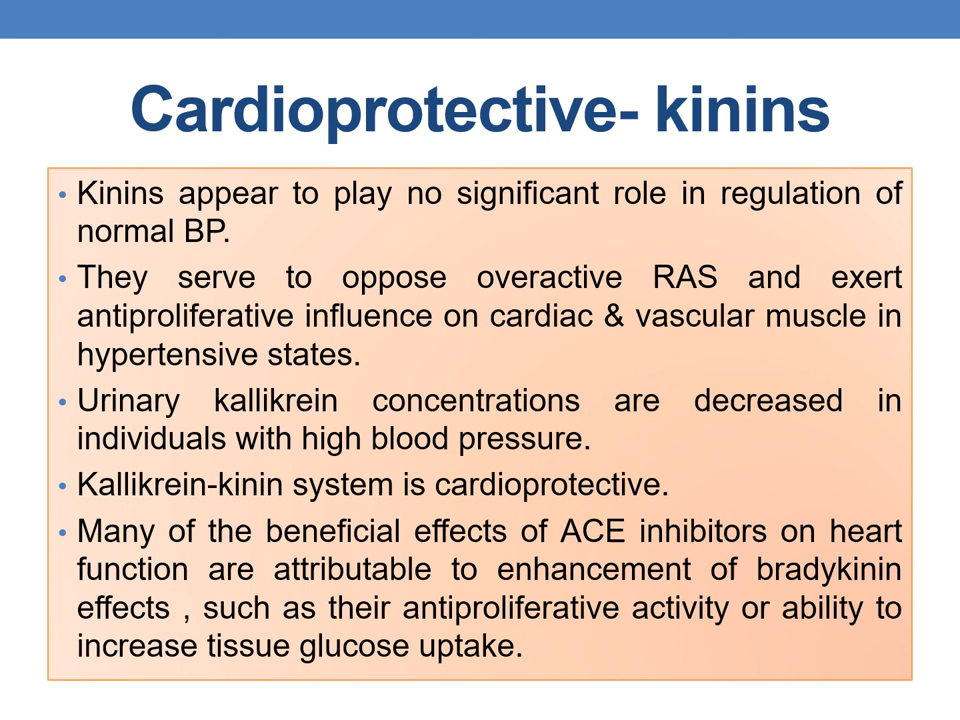 Cardioprotective- kinins
• Kinins appear to play no significant role in regulation of
normal BP.
• They serve to oppose overactive RAS and exert
antiproliferative influence on cardiac & vascular muscle in
hypertensive states.
• Urinary kallikrein concentrations are decreased in
individuals with high blood pressure.
• Kallikrein-kinin system is cardioprotective.
• Many of the beneficial effects of ACE inhibitors on heart
function are attributable to enhancement of bradykinin
effects , such as their antiproliferative activity or ability to
increase tissue glucose uptake.